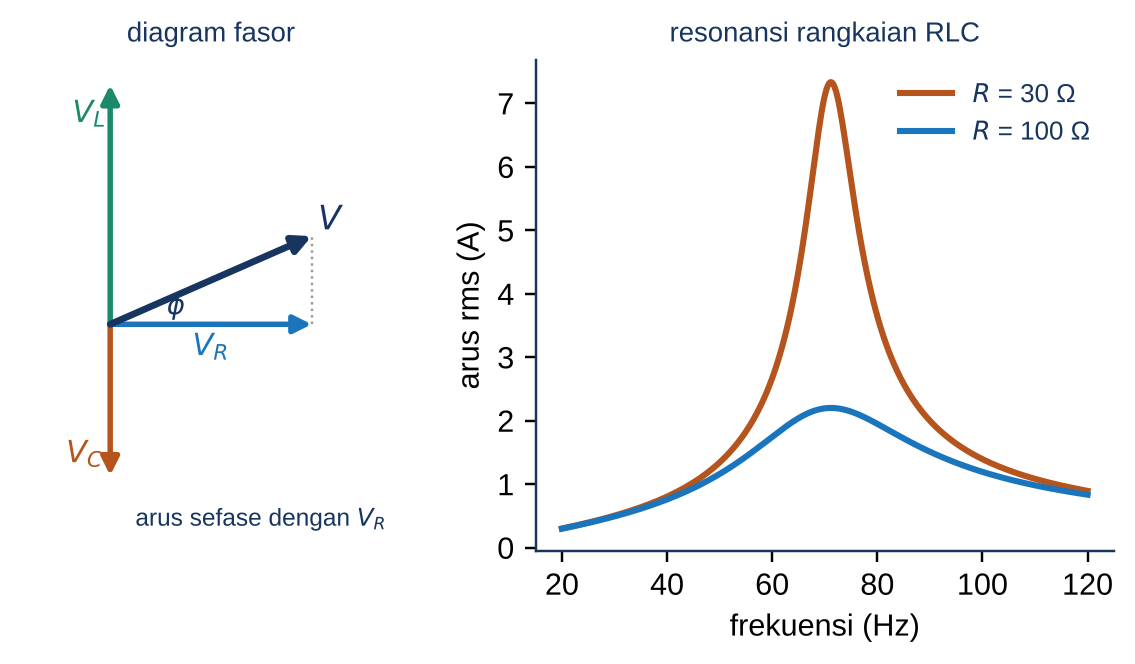 diagram fasor
V_L
V
φ
V_R
V_C
arus sefase dengan V_R
resonansi rangkaian RLC
R = 30 Ω
R = 100 Ω
arus rms (A)
7
6
5
4
3
2
1
0
20 40 60 80 100 120
frekuensi (Hz)